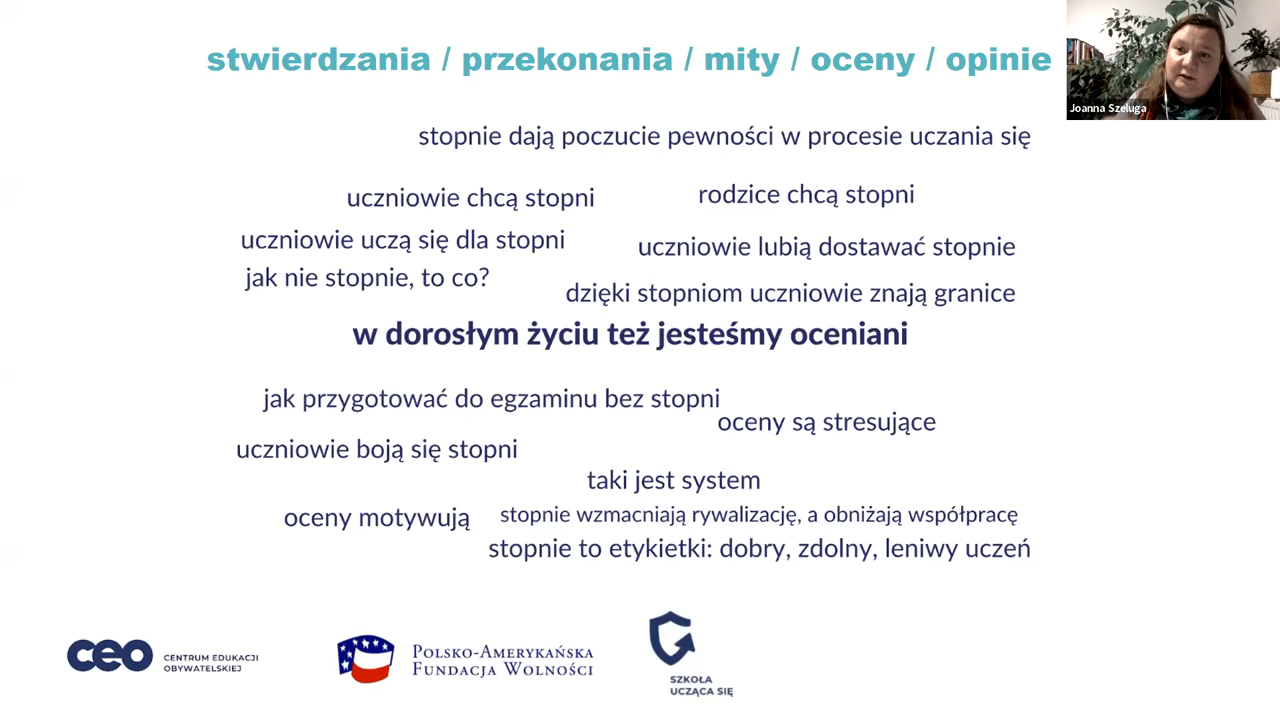 stwierdzania / przekonania / mity / oceny / opinie
Joanna Szeluga
stopnie dają poczucie pewności w procesie uczania się
uczniowie chcą stopni
rodzice chcą stopni
uczniowie uczą się dla stopni
uczniowie lubią dostawać stopnie
jak nie stopnie, to co?
dzięki stopniom uczniowie znają granice
w dorosłym życiu też jesteśmy oceniani
jak przygotować do egzaminu bez stopni
oceny są stresujące
uczniowie boją się stopni
taki jest system
oceny motywują
stopnie wzmacniają rywalizację, a obniżają współpracę
stopnie to etykietki: dobry, zdolny, leniwy uczeń
ceo
CENTRUM EDUKACJI
OBYWATELSKIEJ
POLSKO-AMERYKAŃSKA
FUNDACJA WOLNOŚCI
SZKOŁA
UCZĄCA SIĘ